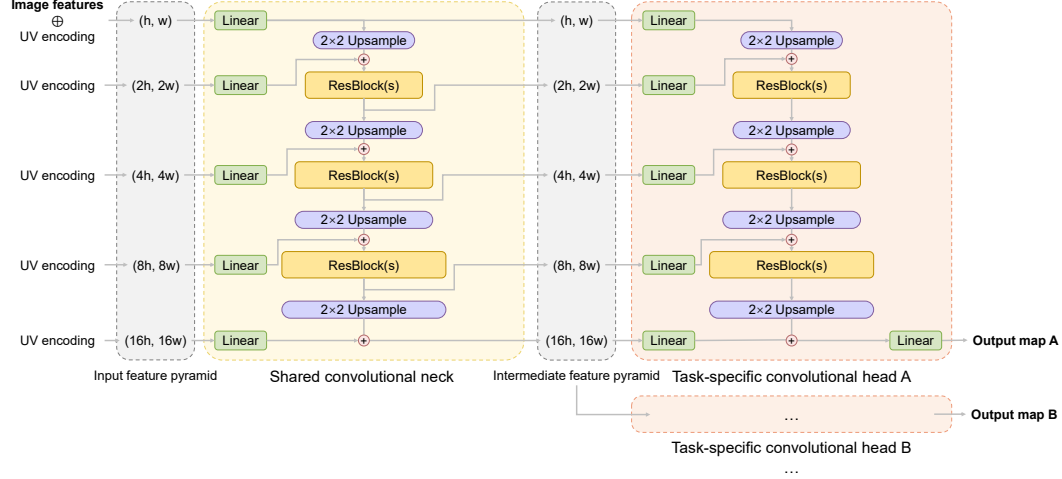 Image features
⊕
UV encoding
(h, w)
Linear
(h, w)
Linear
2×2 Upsample
2×2 Upsample
+
+
UV encoding
(2h, 2w)
Linear
ResBlock(s)
(2h, 2w)
Linear
ResBlock(s)
2×2 Upsample
2×2 Upsample
+
+
UV encoding
(4h, 4w)
Linear
ResBlock(s)
(4h, 4w)
Linear
ResBlock(s)
2×2 Upsample
2×2 Upsample
+
+
UV encoding
(8h, 8w)
Linear
ResBlock(s)
(8h, 8w)
Linear
ResBlock(s)
2×2 Upsample
2×2 Upsample
UV encoding
(16h, 16w)
Linear
+
(16h, 16w)
Linear
+
Linear
Output map A
Input feature pyramid
Shared convolutional neck
Intermediate feature pyramid
Task-specific convolutional head A
...
Output map B
Task-specific convolutional head B
...